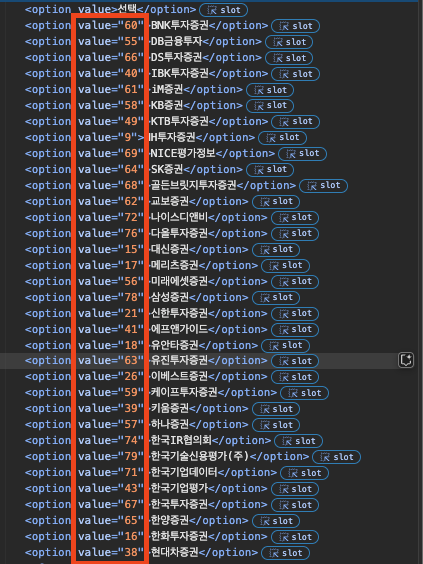 <option value>선택</option> slot
<option value="60">BNK투자증권</option> slot
<option value="55">DB금융투자</option> slot
<option value="66">DS투자증권</option> slot
<option value="40">IBK투자증권</option> slot
<option value="61">iM증권</option> slot
<option value="58">KB증권</option> slot
<option value="49">KTB투자증권</option> slot
<option value="9">NH투자증권</option> slot
<option value="69">NICE평가정보</option> slot
<option value="64">SK증권</option> slot
<option value="68">골든브릿지투자증권</option> slot
<option value="62">교보증권</option> slot
<option value="72">나이스디앤비</option> slot
<option value="76">다올투자증권</option> slot
<option value="15">대신증권</option> slot
<option value="17">메리츠증권</option> slot
<option value="56">미래에셋증권</option> slot
<option value="78">삼성증권</option> slot
<option value="21">신한투자증권</option> slot
<option value="41">에프앤가이드</option> slot
<option value="18">유안타증권</option> slot
<option value="63">유진투자증권</option> slot
<option value="26">이베스트증권</option> slot
<option value="59">케이프투자증권</option> slot
<option value="39">키움증권</option> slot
<option value="57">하나증권</option> slot
<option value="74">한국IR협의회</option> slot
<option value="79">한국기술신용평가(주)</option> slot
<option value="71">한국기업데이터</option> slot
<option value="43">한국기업평가</option> slot
<option value="67">한국투자증권</option> slot
<option value="65">한양증권</option> slot
<option value="16">한화투자증권</option> slot
<option value="38">현대차증권</option> slot